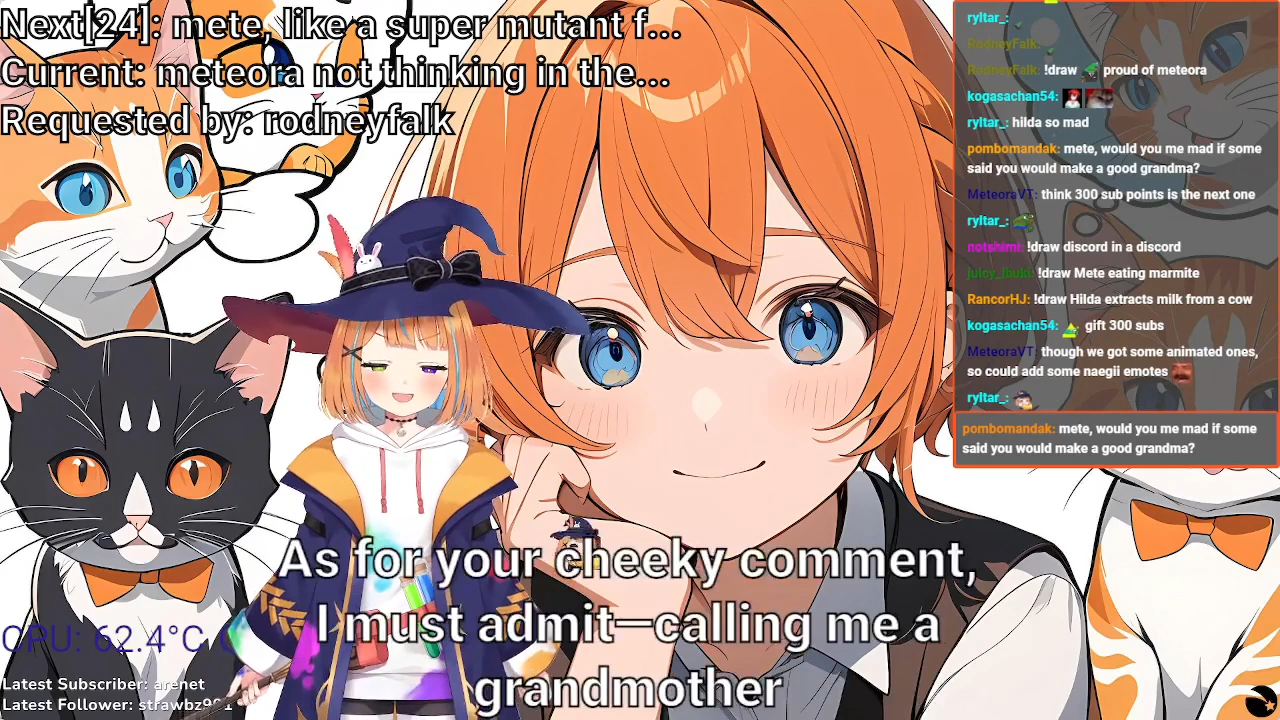 Next[24]: mete, like a super mutant f...
Current: meteora not thinking in the...
Requested by: rodneyfalk
ryltar_:
RodneyFalk:
RodneyFalk: !draw proud of meteora
kogasachan54:
ryltar_: hilda so mad
pombomandak: mete, would you me mad if some
said you would make a good grandma?
MeteoraVT: think 300 sub points is the next one
ryltar_:
notshimi: !draw discord in a discord
juicy_ibuki: !draw Mete eating marmite
RancorHJ: !draw Hilda extracts milk from a cow
kogasachan54: gift 300 subs
MeteoraVT: though we got some animated ones,
so could add some naegii emotes
ryltar_:
pombomandak: mete, would you me mad if some
said you would make a good grandma?
As for your cheeky comment,
I must admit—calling me a
grandmother
CPU: 62.4°C
Latest Subscriber: arenet
Latest Follower: